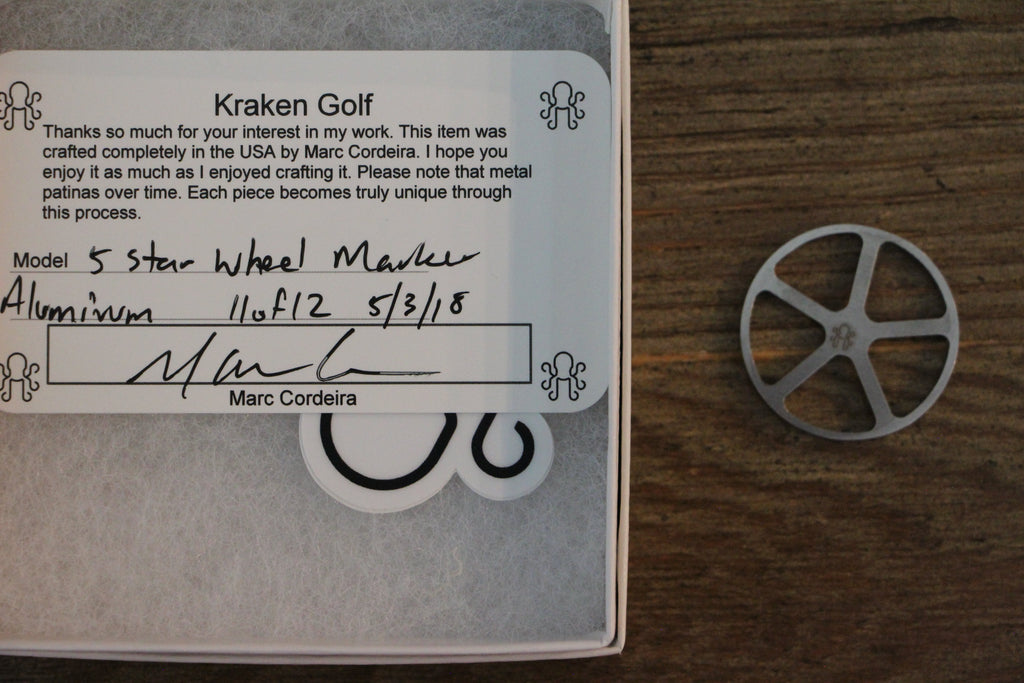 Kraken Golf
Thanks so much for your interest in my work. This item was
crafted completely in the USA by Marc Cordeira. I hope you
enjoy it as much as I enjoyed crafting it. Please note that metal
patinas over time. Each piece becomes truly unique through
this process.
Model 5 Star Wheel Marker
Aluminum 11 of 12 5/3/18
Marc Cordeira